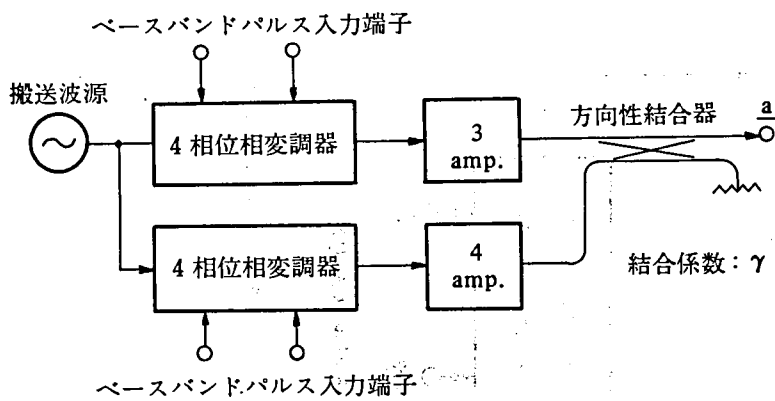 ベースバンドパルス入力端子
搬送波源
4相位相変調器
3
amp.
方向性結合器
a
4相位相変調器
4
amp.
結合係数：γ
ベースバンドパルス入力端子